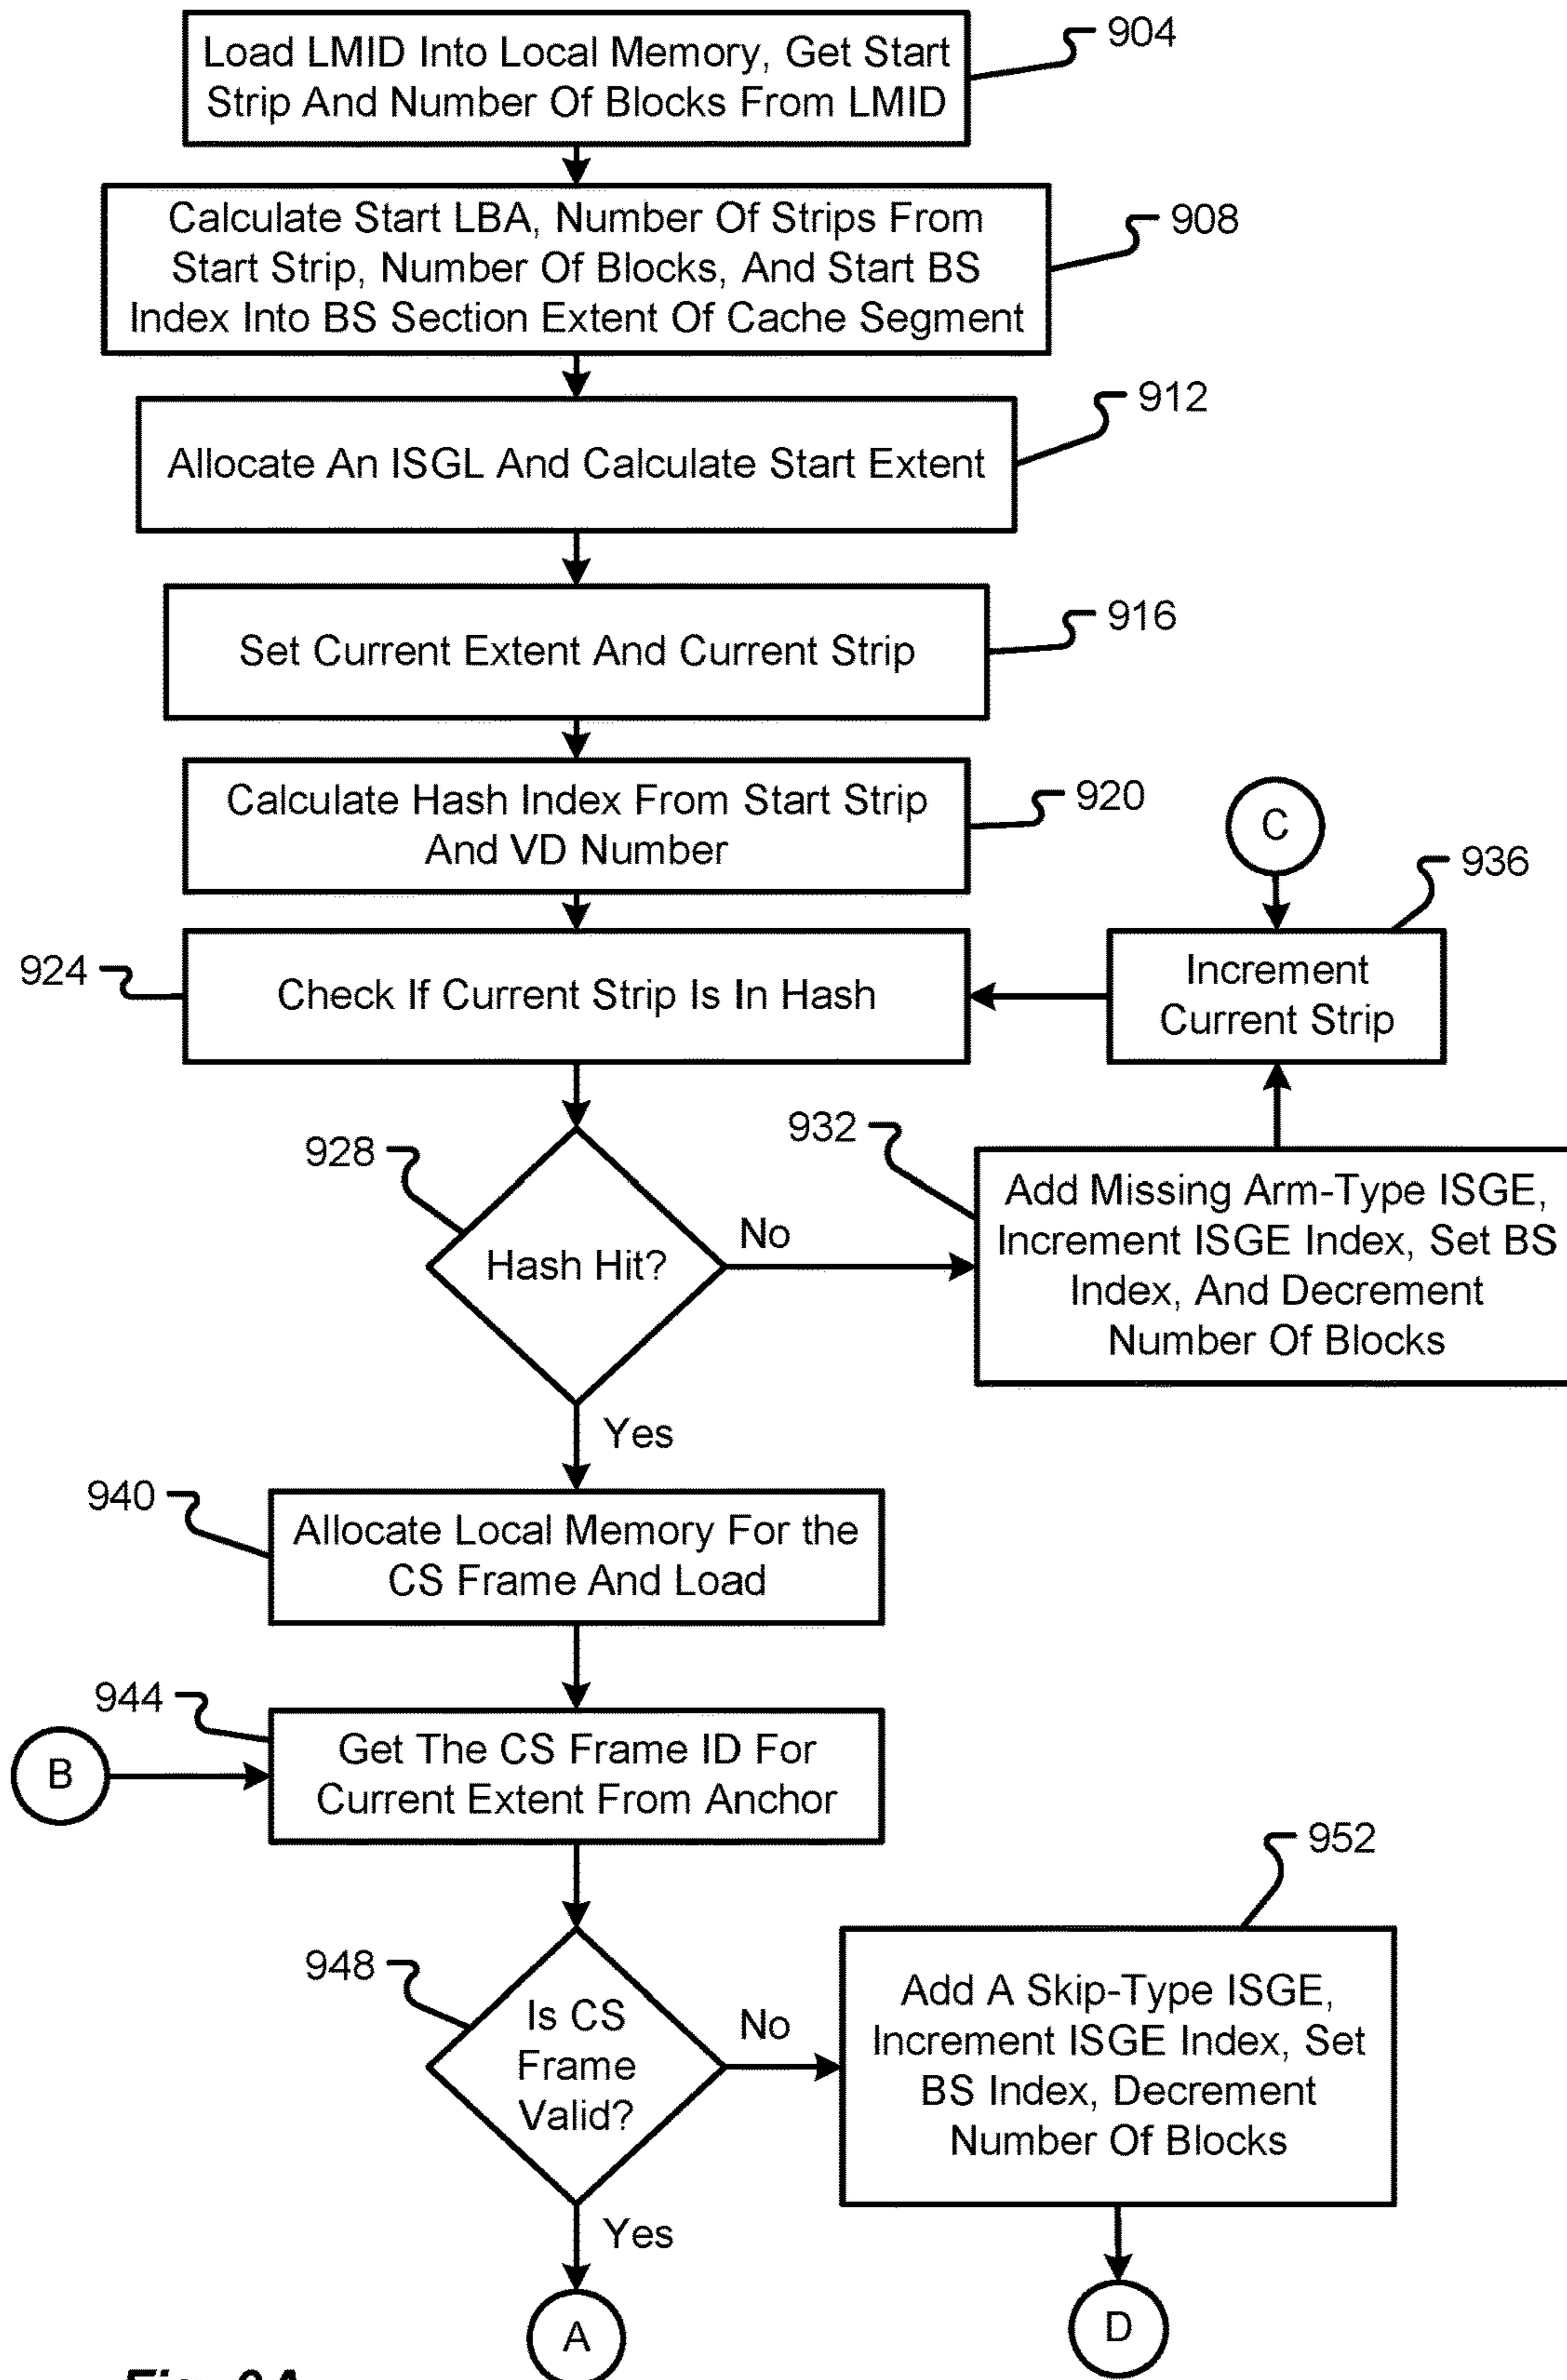 Load LMID Into Local Memory, Get Start
Strip And Number Of Blocks From LMID
904
Calculate Start LBA, Number Of Strips From
Start Strip, Number Of Blocks, And Start BS
Index Into BS Section Extent Of Cache Segment
908
Allocate An ISGL And Calculate Start Extent
912
Set Current Extent And Current Strip
916
Calculate Hash Index From Start Strip
And VD Number
920
C
936
924
Check If Current Strip Is In Hash
Increment
Current Strip
928
Hash Hit?
No
932
Add Missing Arm-Type ISGE,
Increment ISGE Index, Set BS
Index, And Decrement
Number Of Blocks
Yes
940
Allocate Local Memory For the
CS Frame And Load
944
B
Get The CS Frame ID For
Current Extent From Anchor
948
Is CS
Frame
Valid?
No
952
Add A Skip-Type ISGE,
Increment ISGE Index, Set
BS Index, Decrement
Number Of Blocks
Yes
A
D